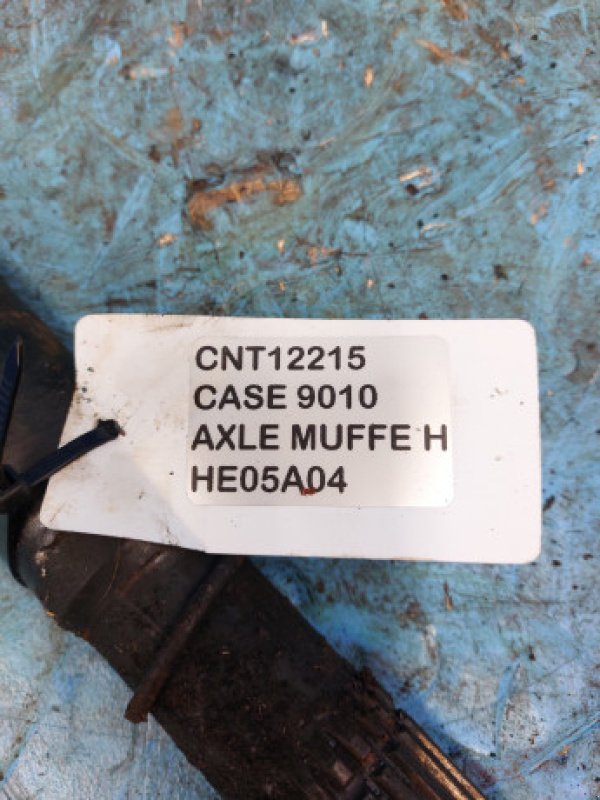 CNT12215
CASE 9010
AXLE MUFFE H
HE05A04